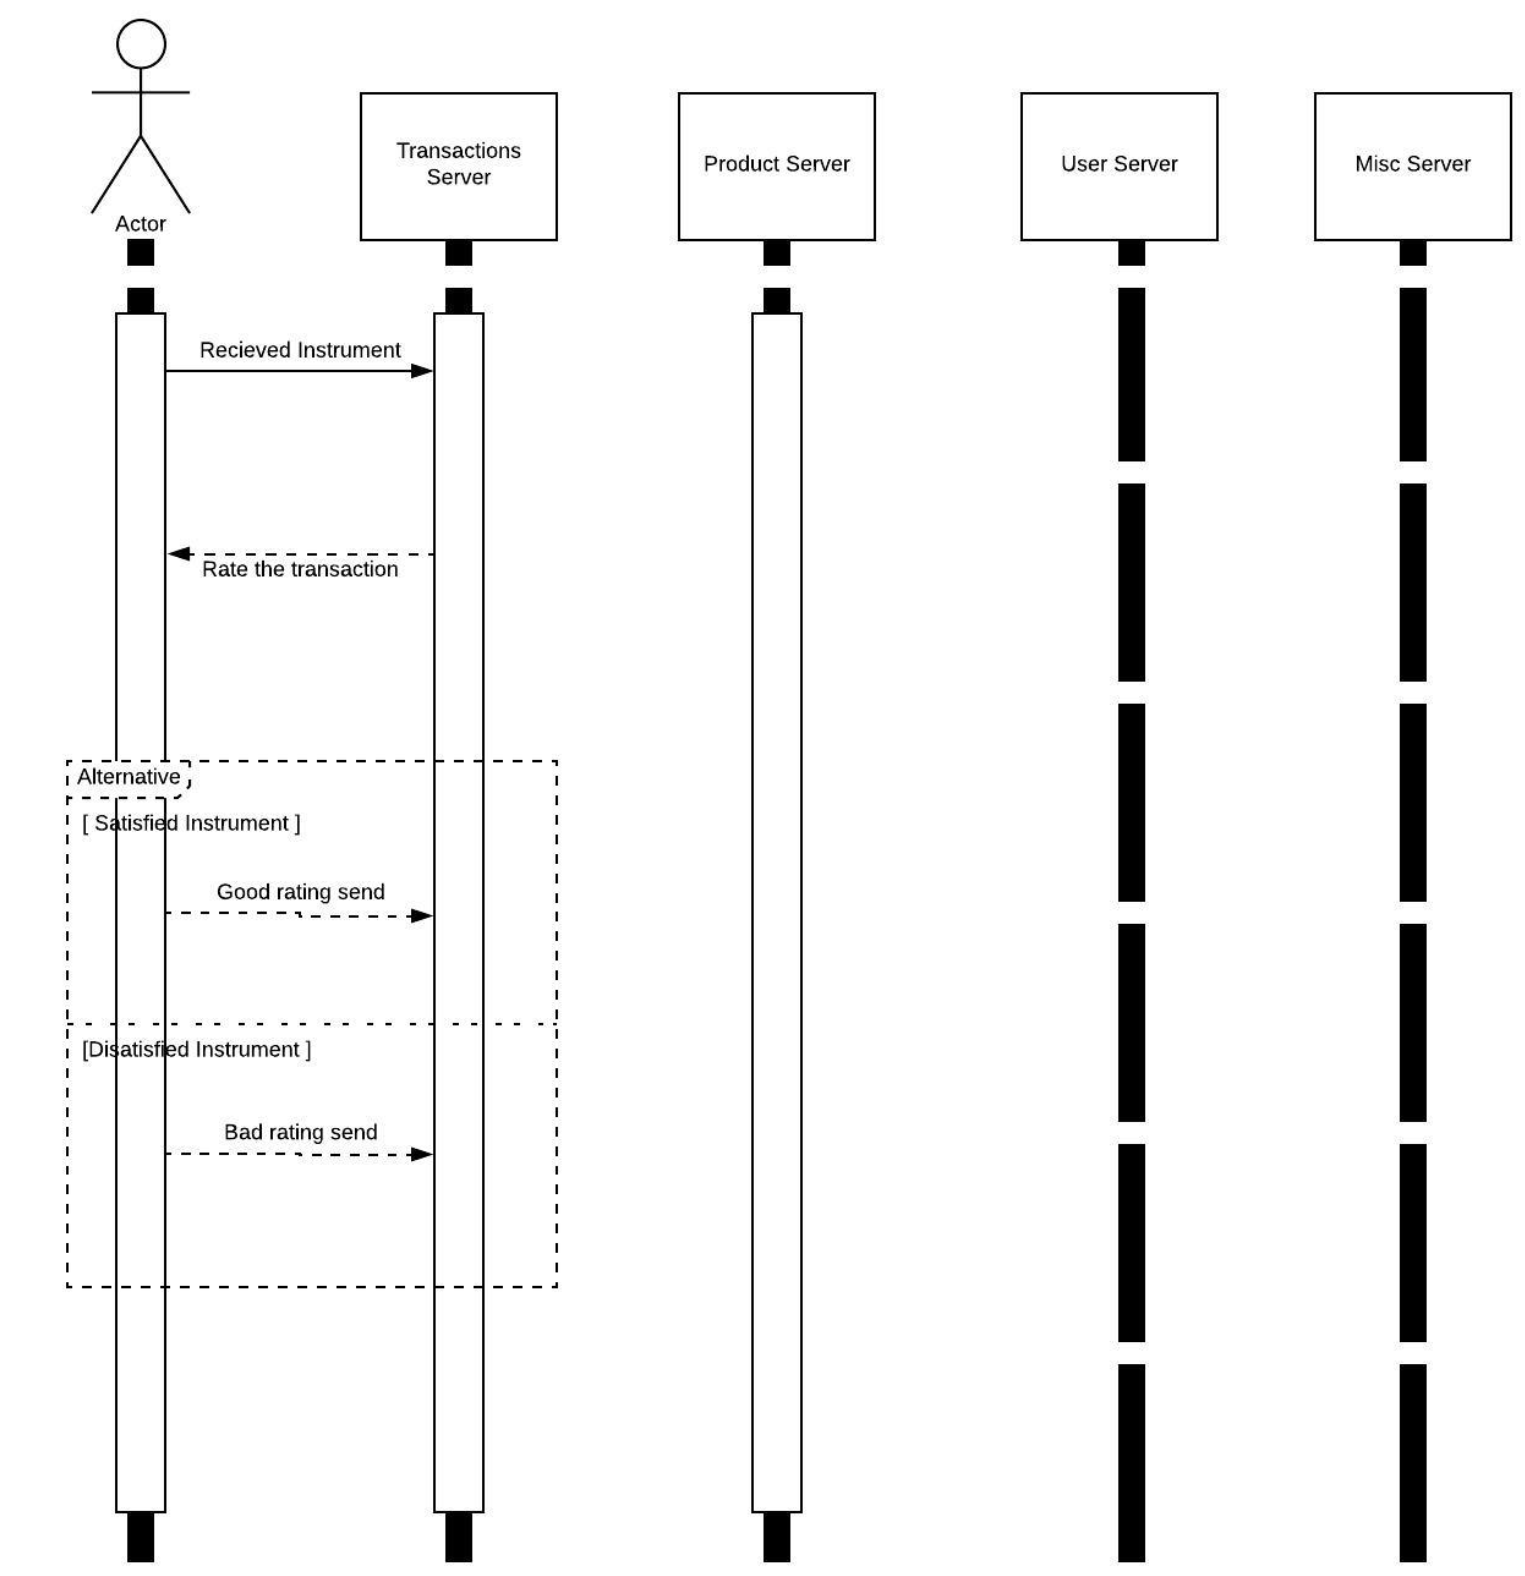 Actor
Transactions
Server
Product Server
User Server
Misc Server
Recieved Instrument
Rate the transaction
Alternative
[ Satisfied Instrument ]
Good rating send
[Disatisfied Instrument ]
Bad rating send